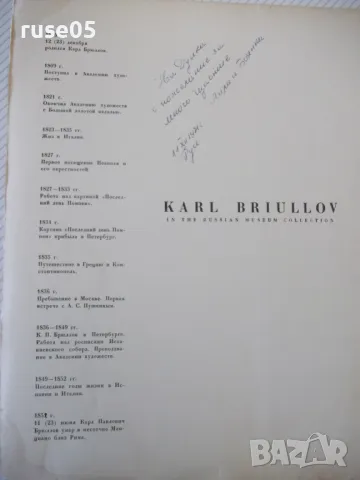 12 (23) декабря
родился Карл Брюллов.
1809 г.
Поступил в Академию худо-
жеств.
1821 г.
Окончил Академию художеств
с Большой золотой медалью.
1823—1835 гг.
Жил в Италии.
1827 г.
Первое посещение Помпеи и
ее окрестностей.
1827—1833 гг.
Работа над картиной «Послед-
ний день Помпеи».
1834 г.
Картина «Последний день Пом-
пеи» прибыла в Петербург.
1835 г.
Путешествие в Грецию и Кон-
стантинополь.
1836 г.
Пребывание в Москве. Первая
встреча с А. С. Пушкиным.
1836—1849 гг.
К. П. Брюллов в Петербурге.
Работа над росписями Исаа-
киевского собора. Преподава-
ние в Академии художеств.
1849—1852 гг.
Последние годы жизни в Ис-
пании и Италии.
1852 г.
11 (23) июня Карл Павлович
Брюллов умер в местечке Ман-
циано близ Рима.
KARL BRIULLOV
IN THE RUSSIAN MUSEUM COLLECTION
ruse05
BAZAR
bg